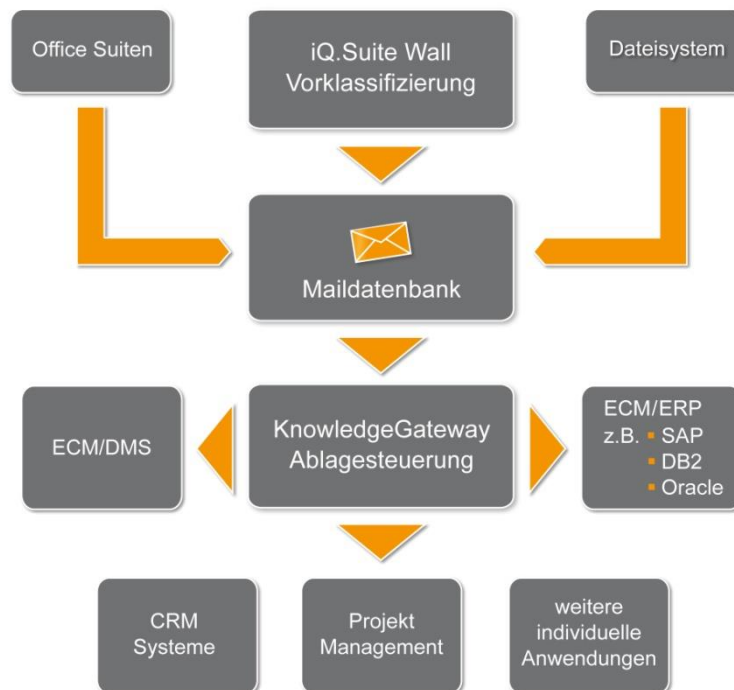 Office Suiten
iQ.Suite Wall
Vorklassifizierung
Dateisystem
Maildatenbank
ECM/DMS
KnowledgeGateway
Ablagesteuerung
ECM/ERP
z.B. ▪ SAP
▪ DB2
▪ Oracle
CRM
Systeme
Projekt
Management
weitere
individuelle
Anwendungen